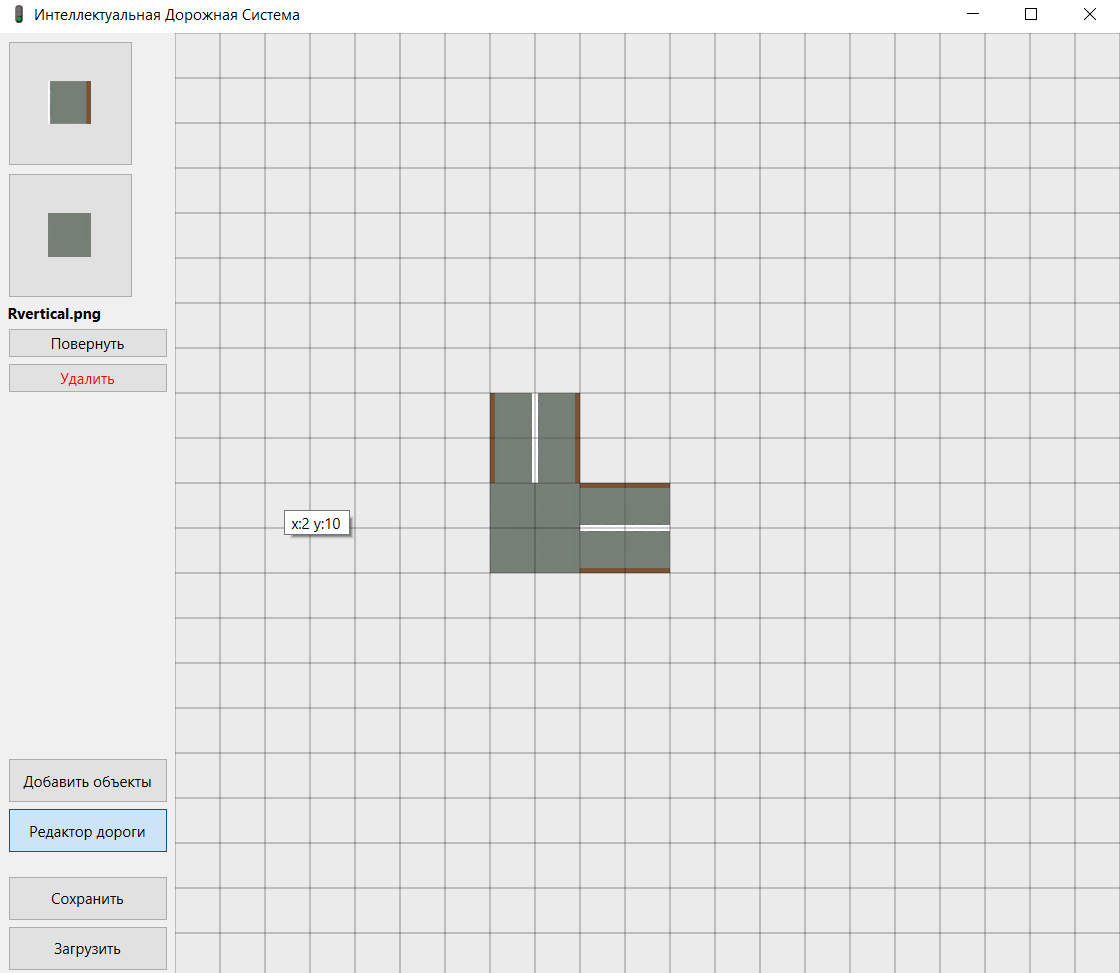 Интеллектуальная Дорожная Система
Rvertical.png
Повернуть
Удалить
x:2 y:10
Добавить объекты
Редактор дороги
Сохранить
Загрузить